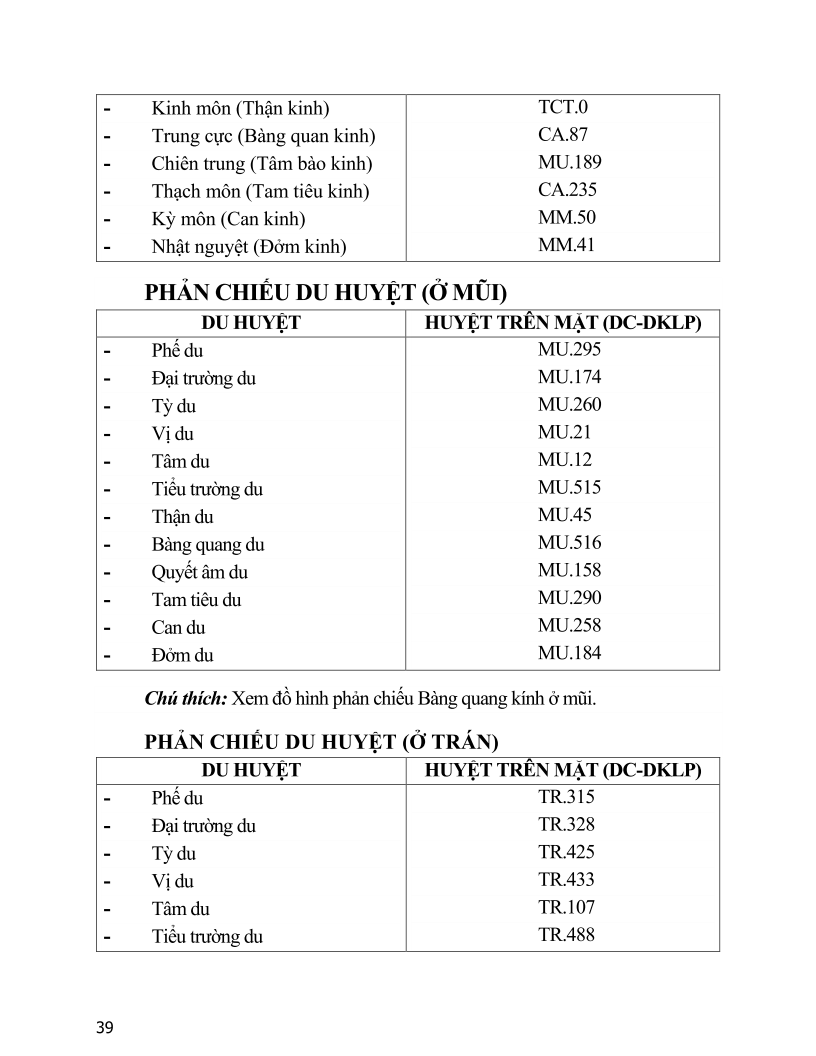 - Kinh môn (Thận kinh) TCT.0
- Trung cực (Bàng quan kinh) CA.87
- Chiên trung (Tâm bào kinh) MU.189
- Thạch môn (Tam tiêu kinh) CA.235
- Kỳ môn (Can kinh) MM.50
- Nhật nguyệt (Đởm kinh) MM.41
PHẢN CHIẾU DU HUYỆT (Ở MŨI)
DU HUYỆT HUYỆT TRÊN MẶT (DC-DKLP)
- Phế du MU.295
- Đại trường du MU.174
- Tỳ du MU.260
- Vị du MU.21
- Tâm du MU.12
- Tiểu trường du MU.515
- Thận du MU.45
- Bàng quang du MU.516
- Quyết âm du MU.158
- Tam tiêu du MU.290
- Can du MU.258
- Đởm du MU.184
Chú thích: Xem đồ hình phản chiếu Bàng quang kính ở mũi.
PHẢN CHIẾU DU HUYỆT (Ở TRÁN)
DU HUYỆT HUYỆT TRÊN MẶT (DC-DKLP)
- Phế du TR.315
- Đại trường du TR.328
- Tỳ du TR.425
- Vị du TR.433
- Tâm du TR.107
- Tiểu trường du TR.488
39